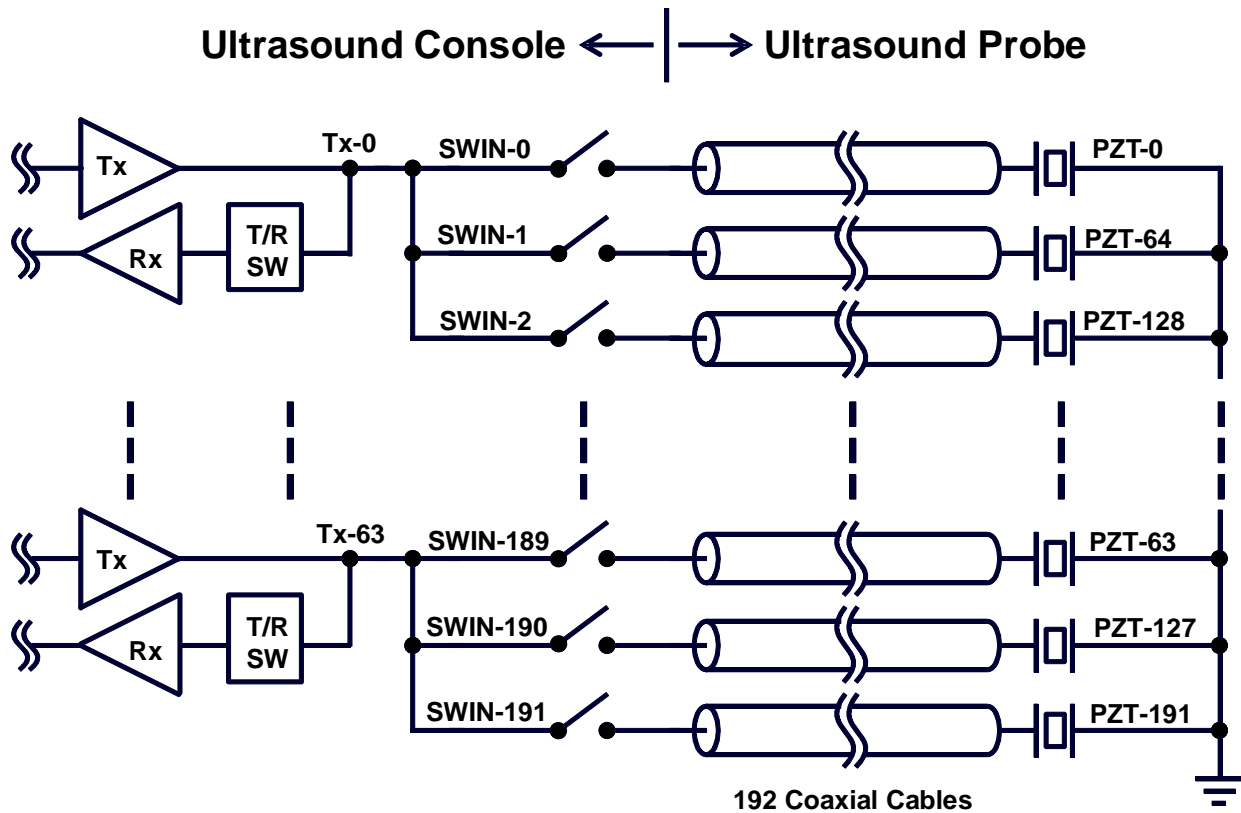 Ultrasound Console
Ultrasound Probe
Tx
Tx-0
SWIN-0
PZT-0
Rx
T/R
SW
SWIN-1
PZT-64
SWIN-2
PZT-128
Tx
Tx-63
SWIN-189
PZT-63
Rx
T/R
SW
SWIN-190
PZT-127
SWIN-191
PZT-191
192 Coaxial Cables